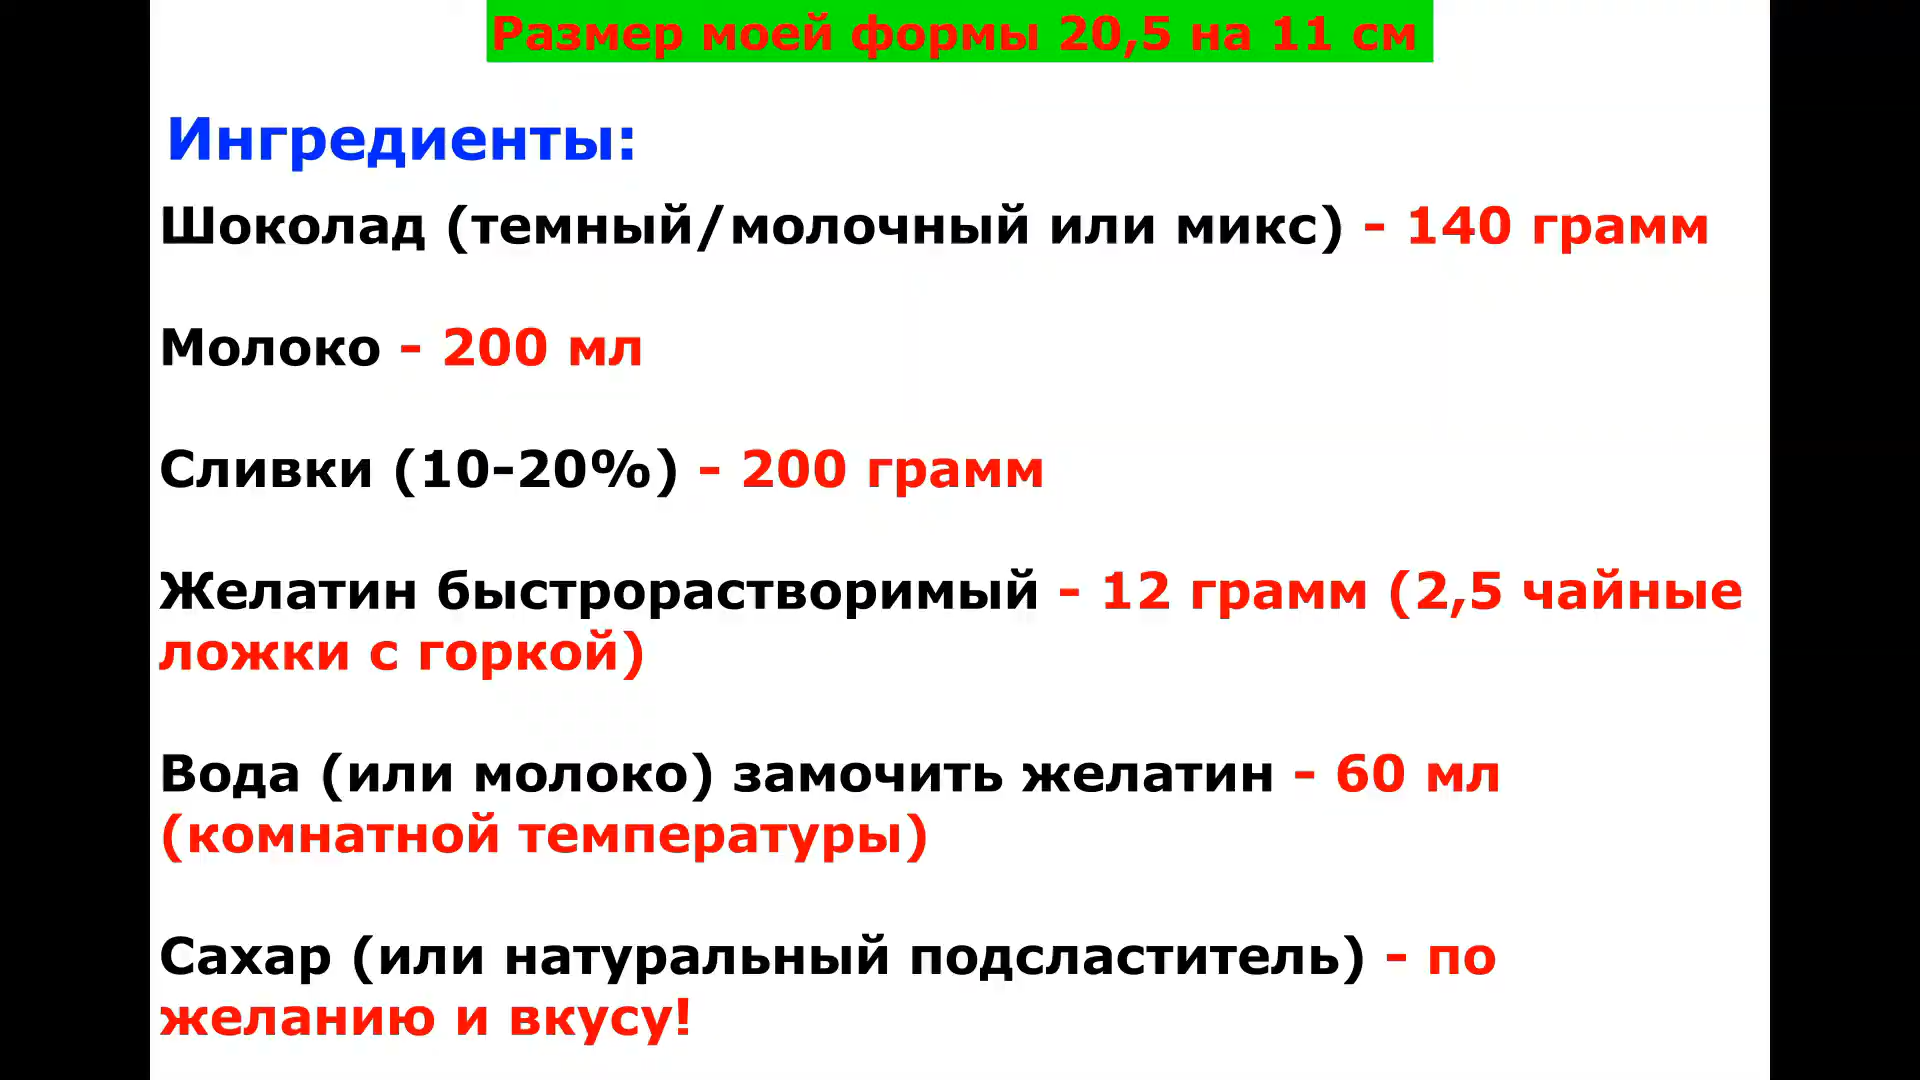 Размер моей формы 20,5 на 11 см
Ингредиенты:
Шоколад (темный/молочный или микс) - 140 грамм
Молоко - 200 мл
Сливки (10-20%) - 200 грамм
Желатин быстрорастворимый - 12 грамм (2,5 чайные
ложки с горкой)
Вода (или молоко) замочить желатин - 60 мл
(комнатной температуры)
Сахар (или натуральный подсластитель) - по
желанию и вкусу!